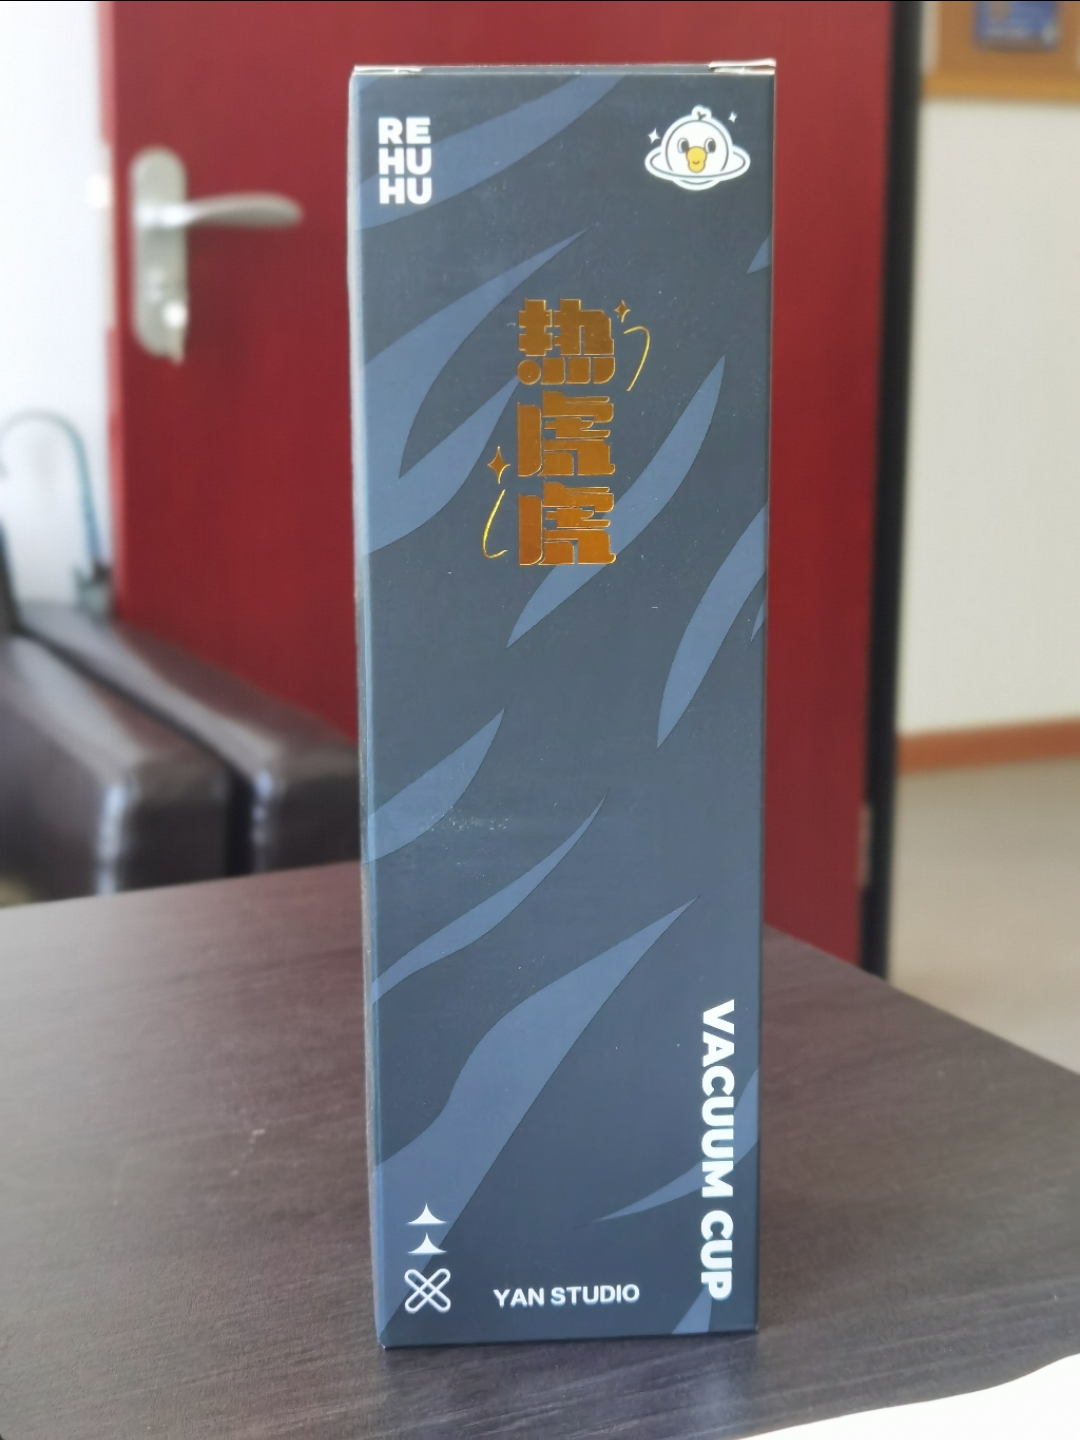 RE
HU
HU
热
虎
虎
VACUUM CUP
YAN STUDIO